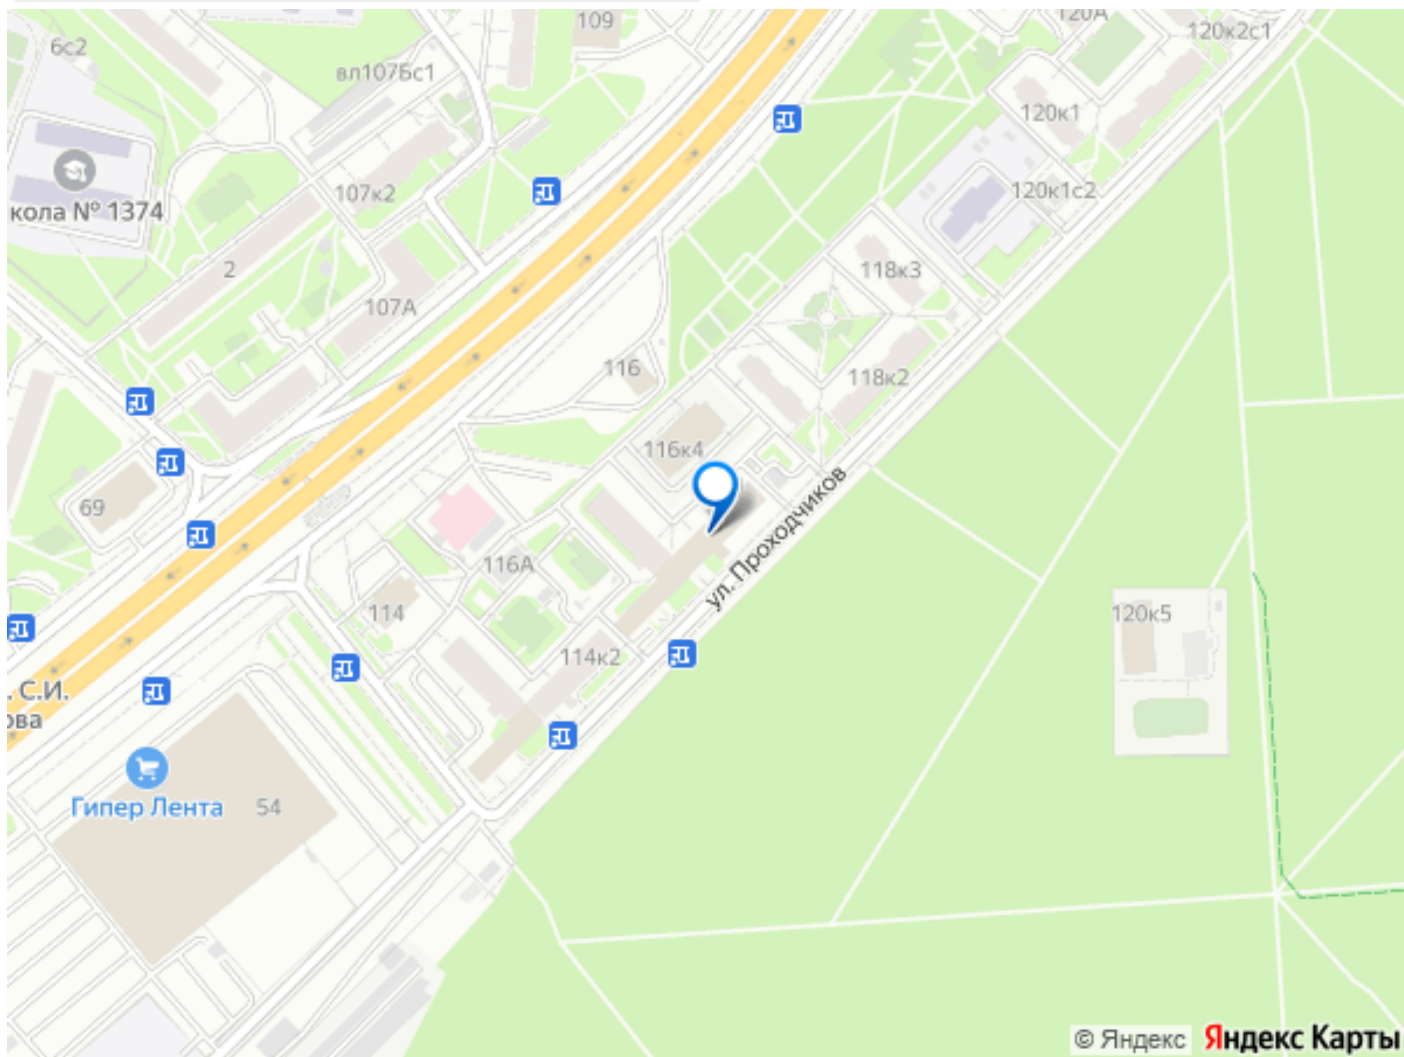 109
120А
120к2с1
6с2
вл107Бс1
120к1
107к2
120к1с2
кола № 1374
2
118к3
107А
116
118к2
116к4
69
ул. Проходчиков
116А
114
120к5
114к2
. С.И.
ова
Гипер Лента
54
© Яндекс Яндекс Карты